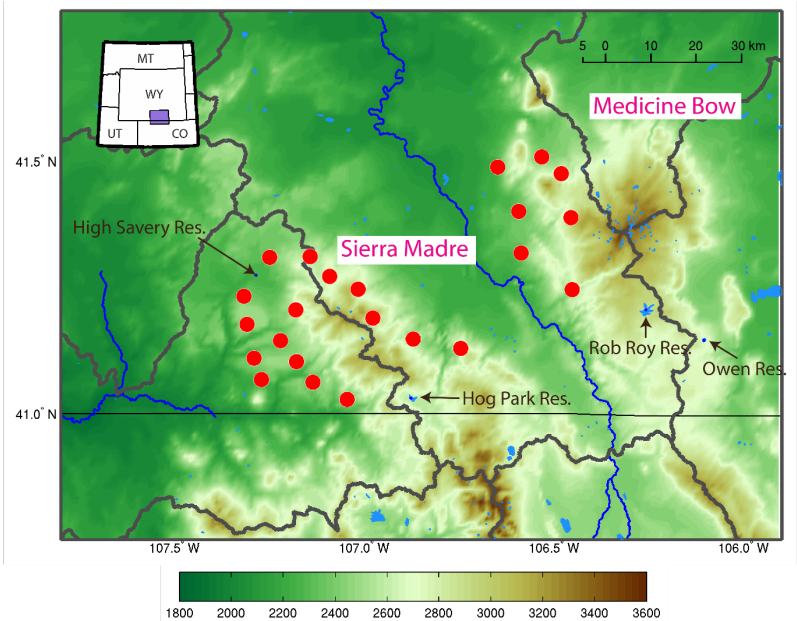 5 0 10 20 30 km
MT
WY
UT
CO
Medicine Bow
41.5° N
High Savery Res.
Sierra Madre
Rob Roy Res.
Owen Res.
Hog Park Res.
41.0° N
107.5° W 107.0° W 106.5° W 106.0° W
1800 2000 2200 2400 2600 2800 3000 3200 3400 3600